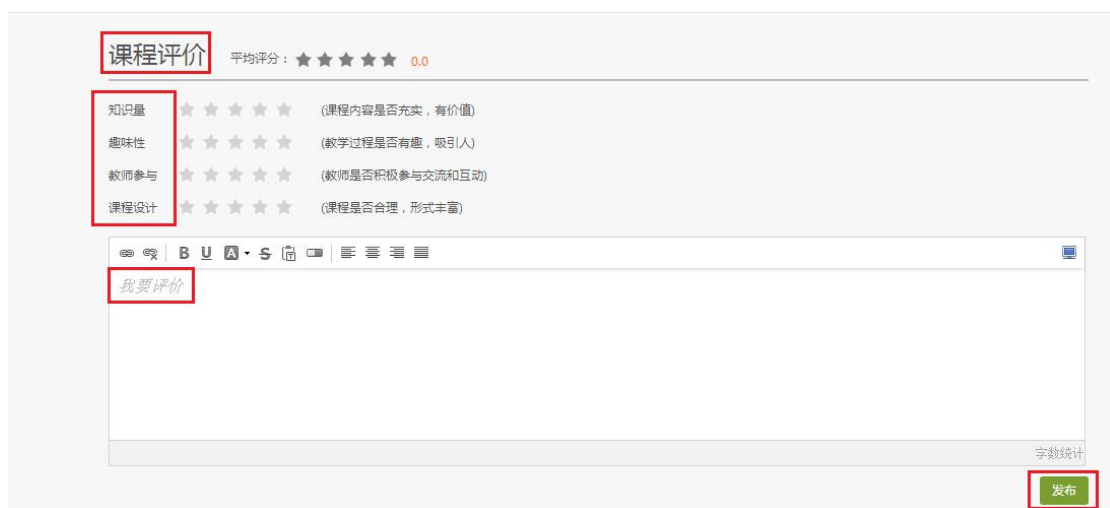 课程评价 平均评分： 0.0
知识量 (课程内容是否充实，有价值)
趣味性 (教学过程是否有趣，吸引人)
教师参与 (教师是否积极参与交流和互动)
课程设计 (课程是否合理，形式丰富)
B U A S T
我要评价
字数统计
发布